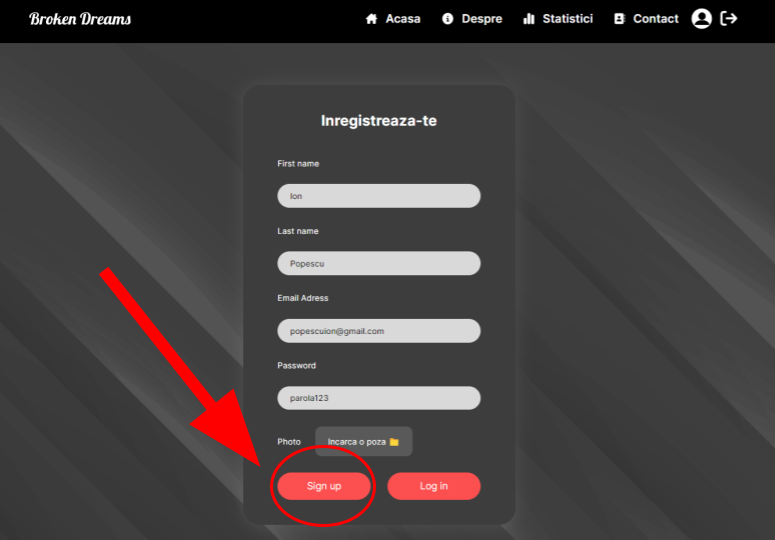 Broken Dreams
Acasa Despre Statistici Contact
Inregistreaza-te
First name
Ion
Last name
Popescu
Email Adress
popescuion@gmail.com
Password
parola123
Photo Incarca o poza
Sign up Log in